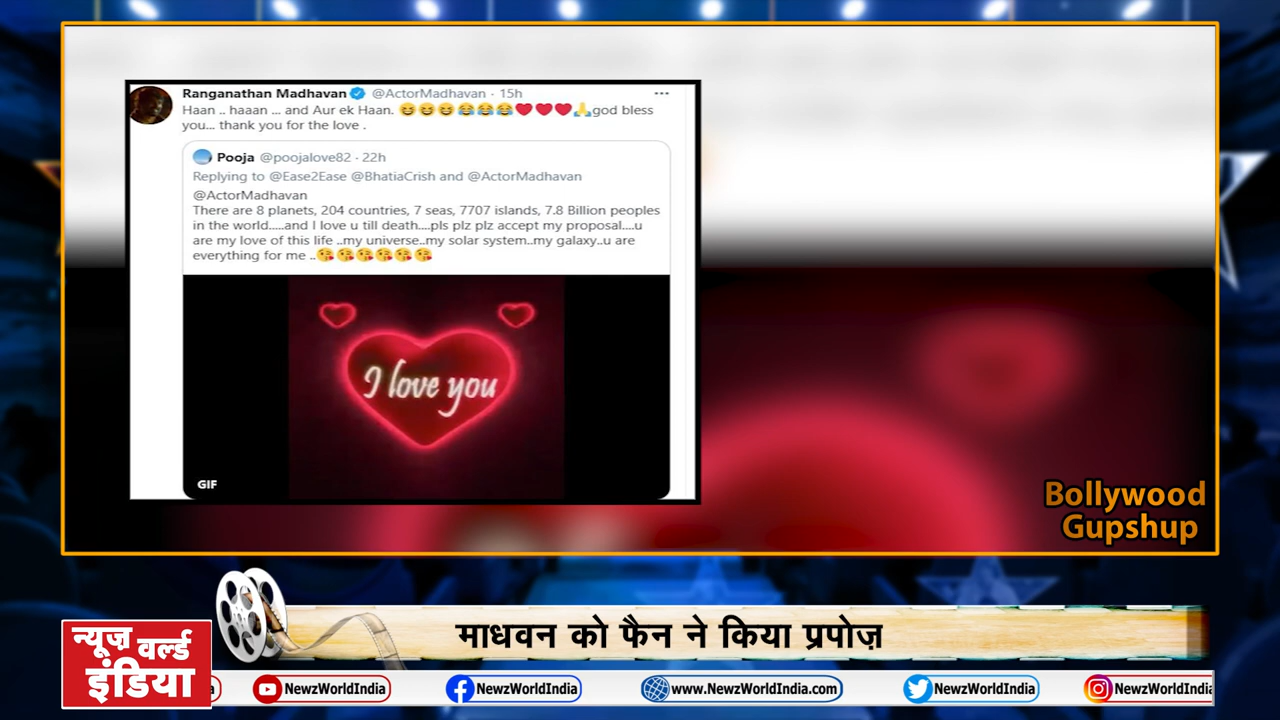 Ranganathan Madhavan @ActorMadhavan · 15h
Haan .. haaan ... and Aur ek Haan. 😆😆😆😂😂😂❤️❤️❤️🙏god bless
you... thank you for the love .
Pooja @poojalove82 · 22h
Replying to @Ease2Ease @BhatiaCrish and @ActorMadhavan
@ActorMadhavan
There are 8 planets, 204 countries, 7 seas, 7707 islands, 7.8 Billion peoples
in the world.....and I love u till death....pls plz plz accept my proposal....u
are my love of this life ..my universe..my solar system..my galaxy..u are
everything for me ..😘😘😘😘😘😘
I love you
GIF
Bollywood
Gupshup
माधवन को फैन ने किया प्रपोज़
न्यूज़ वर्ल्ड
इंडिया
NewzWorldIndia NewzWorldIndia www.NewzWorldIndia.com NewzWorldIndia NewzWorldIndia